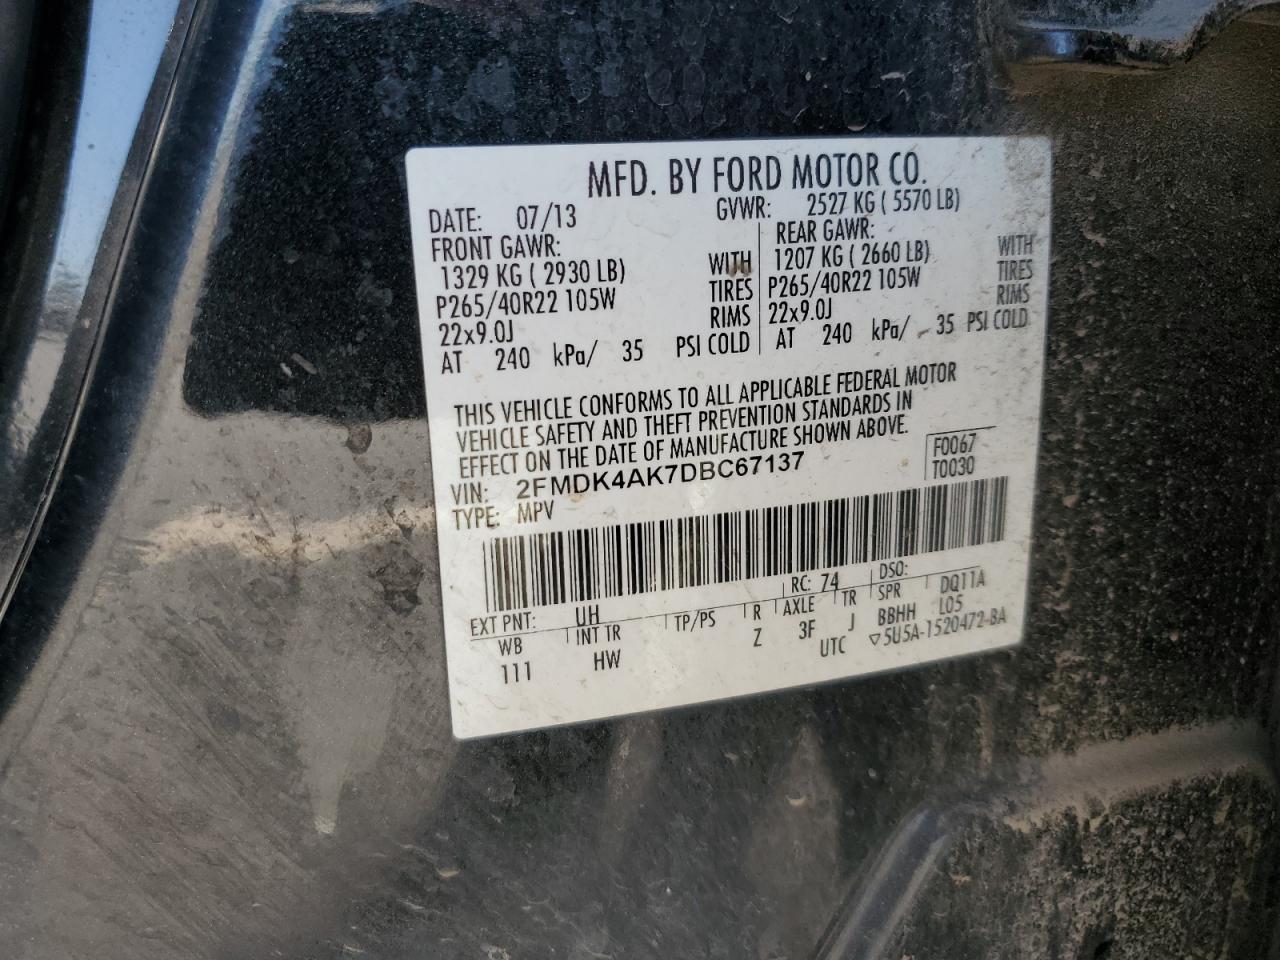 MFD. BY FORD MOTOR CO.
DATE: 07/13 GVWR: 2527 KG ( 5570 LB)
FRONT GAWR: REAR GAWR:
1329 KG ( 2930 LB) WITH 1207 KG ( 2660 LB) WITH
P265/40R22 105W TIRES P265/40R22 105W TIRES
22x9.0J RIMS 22x9.0J RIMS
AT 240 kPa/ 35 PSI COLD AT 240 kPa/ 35 PSI COLD
THIS VEHICLE CONFORMS TO ALL APPLICABLE FEDERAL MOTOR
VEHICLE SAFETY AND THEFT PREVENTION STANDARDS IN
EFFECT ON THE DATE OF MANUFACTURE SHOWN ABOVE.
VIN: 2FMDK4AK7DBC67137 F0067
TYPE: MPV T0030
EXT PNT: UH RC: 74 DSO:
WB INT TR TP/PS R AXLE TR SPR DQ11A
111 HW Z 3F J BBHH L05
UTC ▽5U5A-1520472-BA